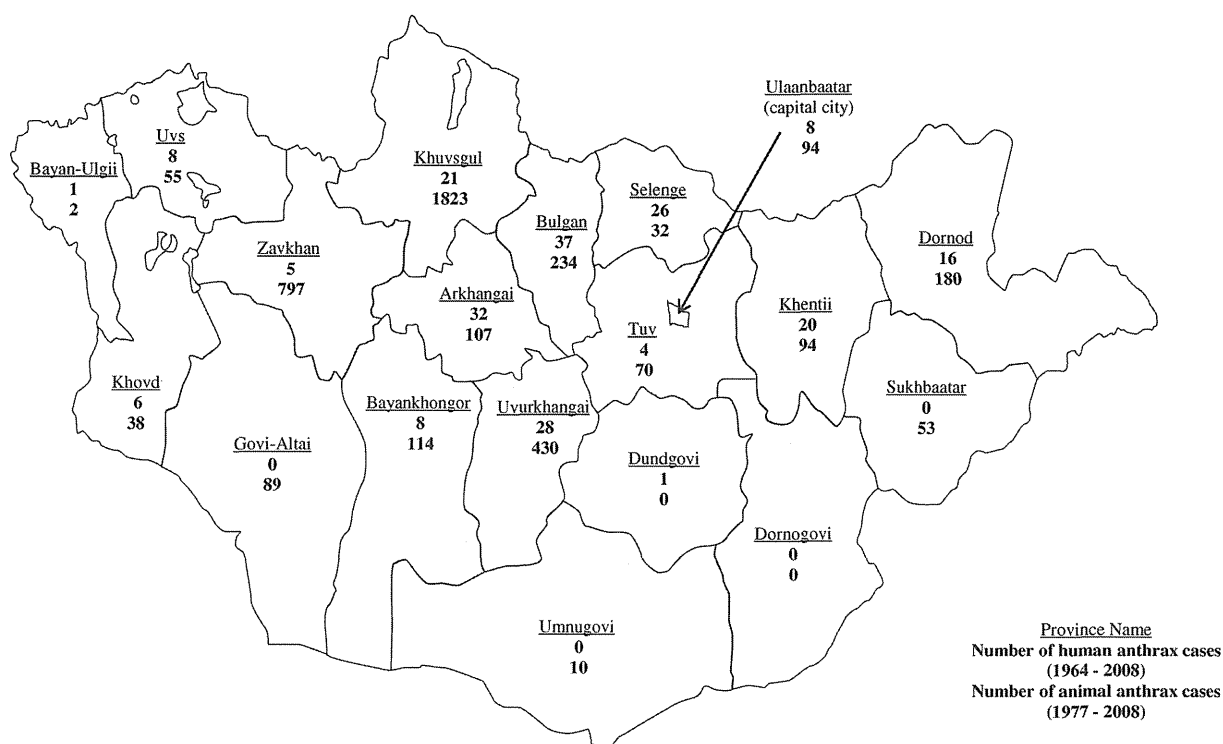 Ulaanbaatar
(capital city)
8
94
Uvs
8
55
Bayan-Ulgii
1
2
Khuvsgul
21
1823
Selenge
26
32
Bulgan
37
234
Dornod
16
180
Zavkhan
5
797
Arkhangai
32
107
Khentii
20
94
Tuv
4
70
Khovd
6
38
Sukhbaatar
0
53
Bayankhongor
8
114
Uvurkhangai
28
430
Govi-Altai
0
89
Dundgovi
1
0
Dornogovi
0
0
Umnugovi
0
10
Province Name
Number of human anthrax cases
(1964 - 2008)
Number of animal anthrax cases
(1977 - 2008)